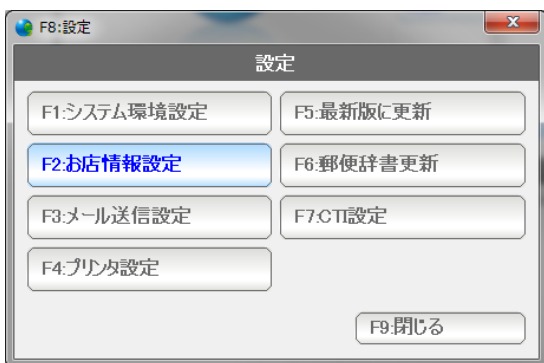 F8:設定
設定
F1:システム環境設定
F5:最新版に更新
F2:お店情報設定
F6:郵便辞書更新
F3:メール送信設定
F7:CTI設定
F4:プリンタ設定
F9:閉じる